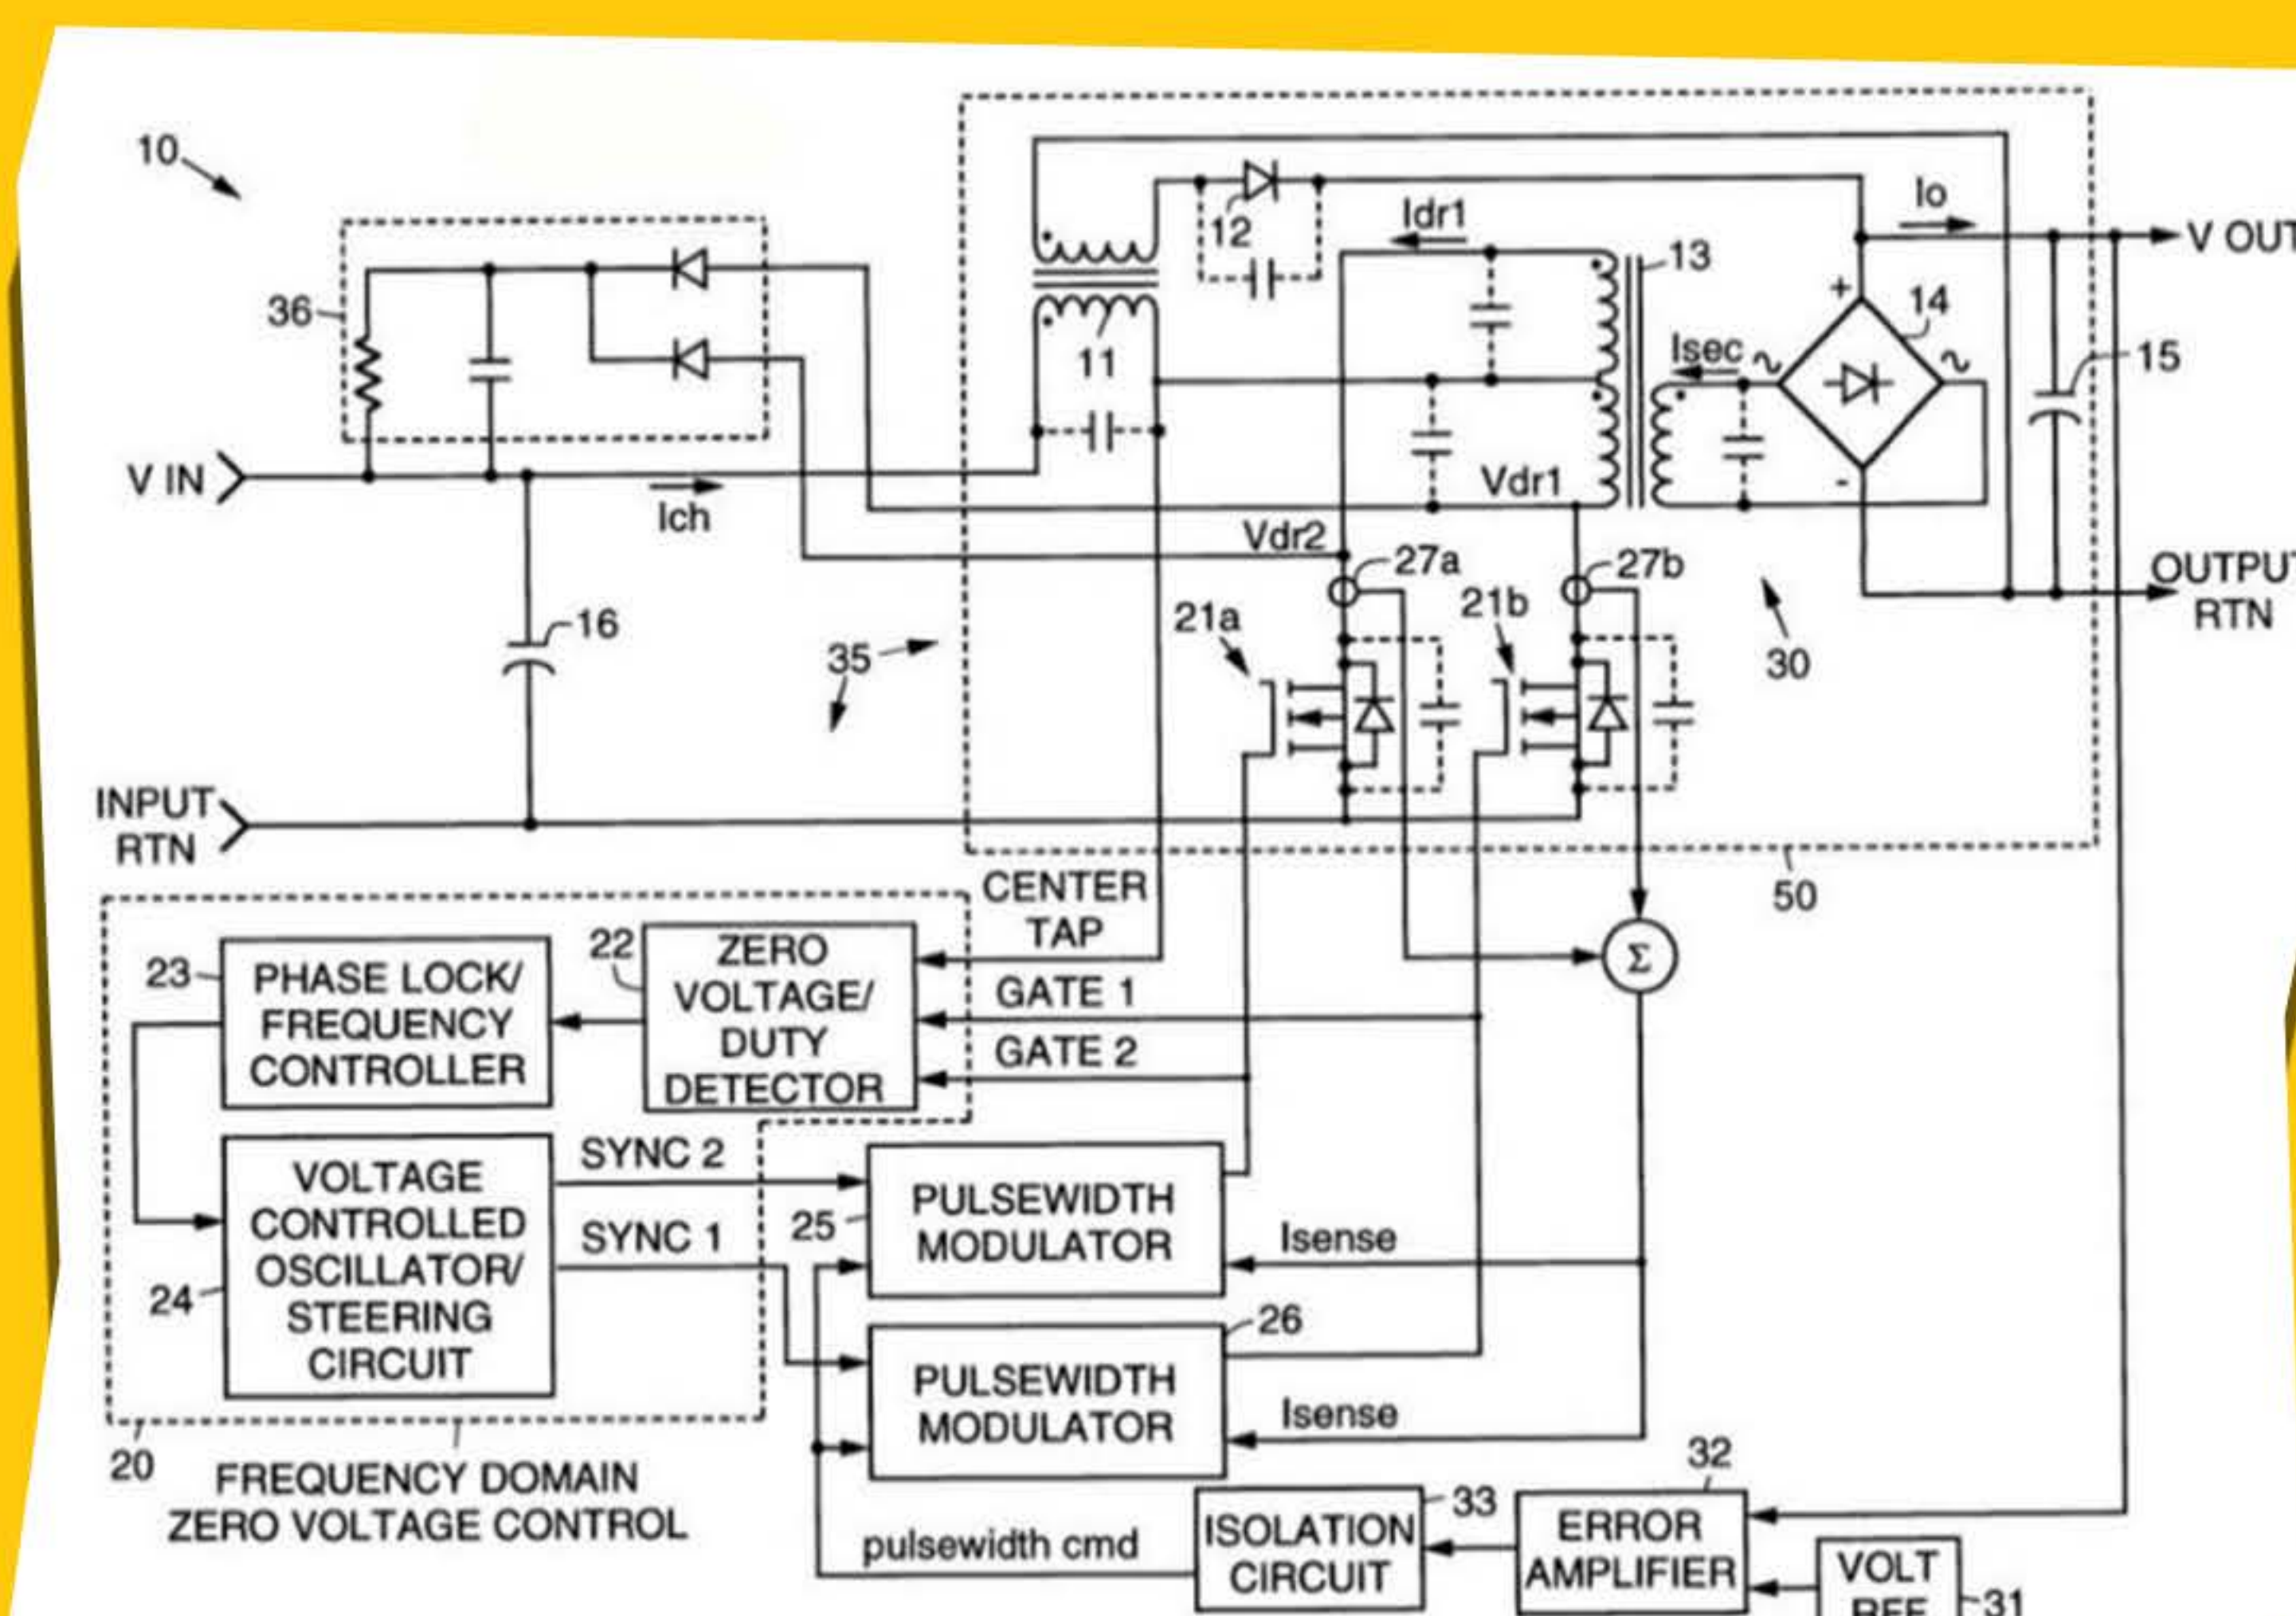 10
36
V IN
Ich
16
35
INPUT
RTN
11
12
Idr1
13
Io
V OUT
14
+
-
Isec
15
Vdr1
Vdr2
27a
27b
21a
21b
30
OUTPUT
RTN
50
CENTER
TAP
GATE 1
GATE 2
Σ
23
PHASE LOCK/
FREQUENCY
CONTROLLER
22
ZERO
VOLTAGE/
DUTY
DETECTOR
24
VOLTAGE
CONTROLLED
OSCILLATOR/
STEERING
CIRCUIT
SYNC 2
SYNC 1
25
PULSEWIDTH
MODULATOR
Isense
26
PULSEWIDTH
MODULATOR
Isense
20
FREQUENCY DOMAIN
ZERO VOLTAGE CONTROL
pulsewidth cmd
33
ISOLATION
CIRCUIT
32
ERROR
AMPLIFIER
VOLT
REF
31